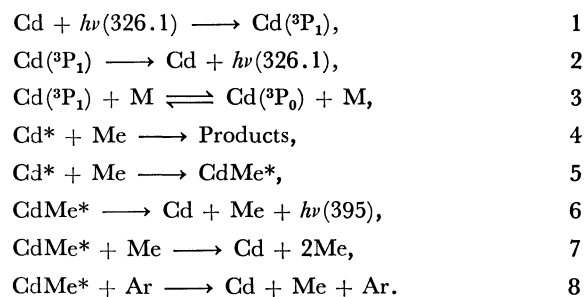 Cd + hν(326.1) ⟶ Cd(³P₁), 1
Cd(³P₁) ⟶ Cd + hν(326.1), 2
Cd(³P₁) + M ⇌ Cd(³P₀) + M, 3
Cd* + Me ⟶ Products, 4
Cd* + Me ⟶ CdMe*, 5
CdMe* ⟶ Cd + Me + hν(395), 6
CdMe* + Me ⟶ Cd + 2Me, 7
CdMe* + Ar ⟶ Cd + Me + Ar. 8